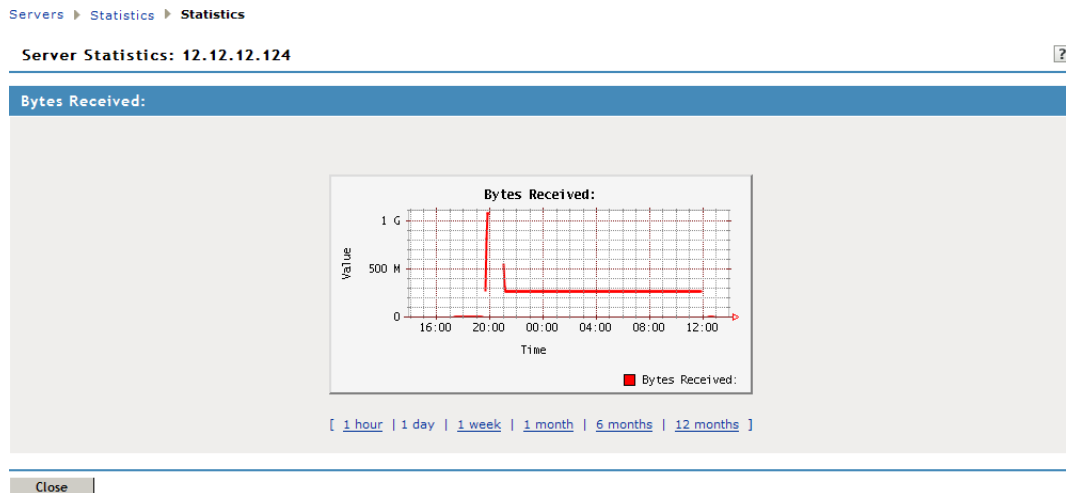 Servers Statistics Statistics
Server Statistics: 12.12.12.124
?
Bytes Received:
Bytes Received:
1 G
500 M
0
Value
16:00 20:00 00:00 04:00 08:00 12:00
Time
Bytes Received:
[ 1 hour | 1 day | 1 week | 1 month | 6 months | 12 months ]
Close